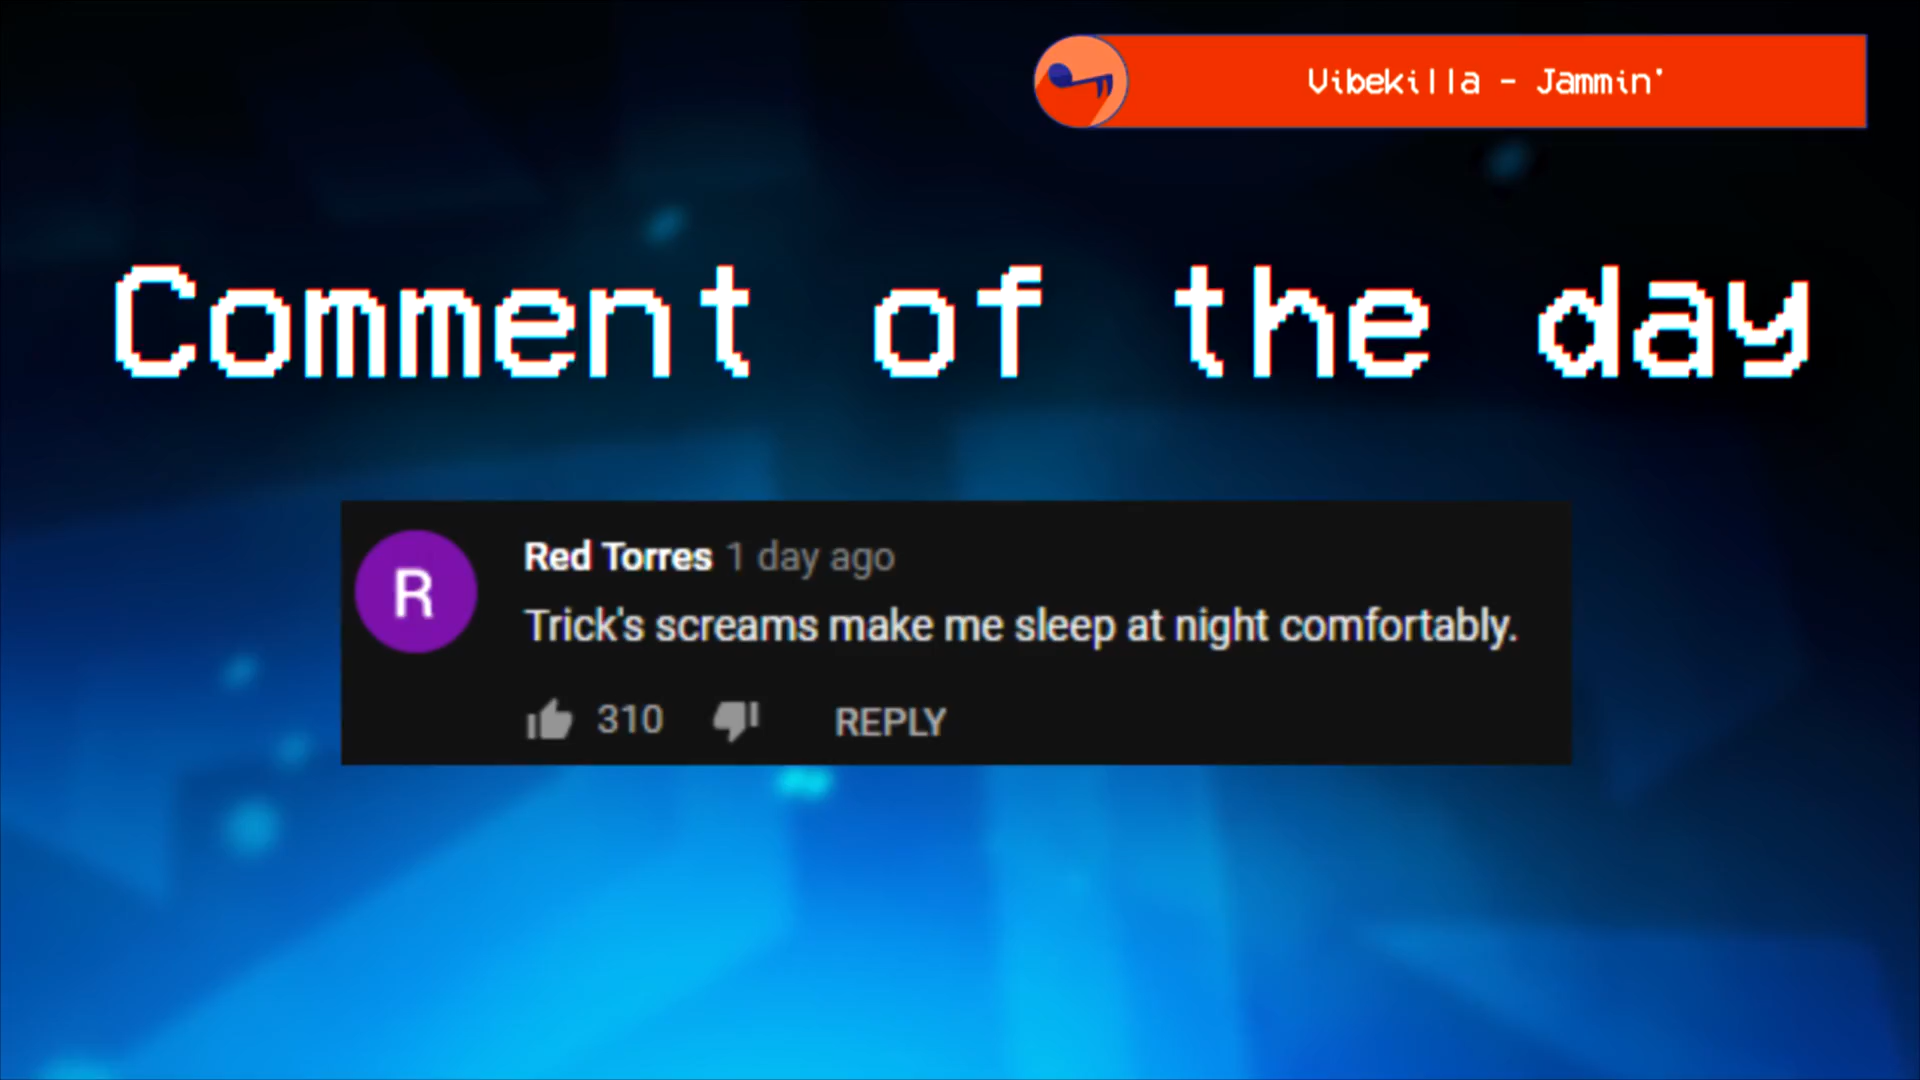 Vibekilla - Jammin'
Comment of the day
R
Red Torres 1 day ago
Trick's screams make me sleep at night comfortably.
310 REPLY